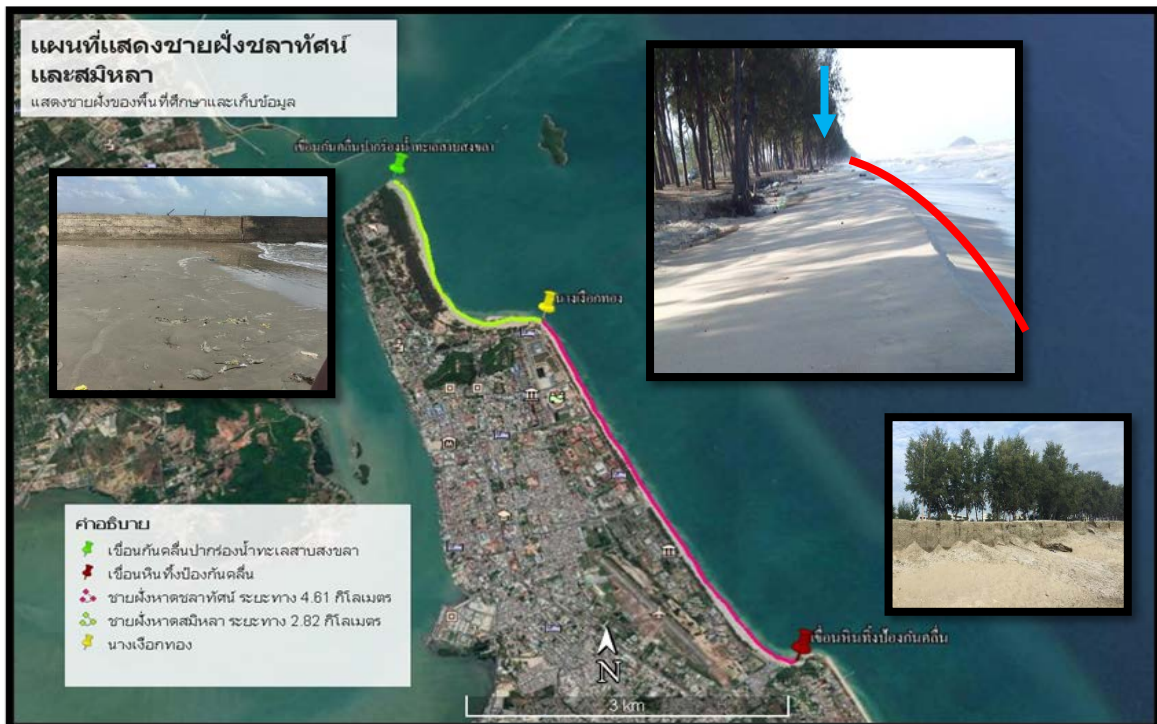 แผนที่แสดงชายฝั่งชลาทัศน์
และสมิหลา
แสดงชายฝั่งของพื้นที่ศึกษาและเก็บข้อมูล
เขื่อนกันคลื่นปากร่องน้ำทะเลสาบสงขลา
นางเงือกทอง
เขื่อนหินทิ้งป้องกันคลื่น
คำอธิบาย
เขื่อนกันคลื่นปากร่องน้ำทะเลสาบสงขลา
เขื่อนหินทิ้งป้องกันคลื่น
ชายฝั่งหาดชลาทัศน์ ระยะทาง 4.61 กิโลเมตร
ชายฝั่งหาดสมิหลา ระยะทาง 2.82 กิโลเมตร
นางเงือกทอง
N
3 km